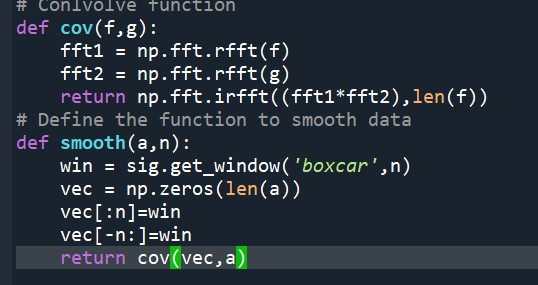 # Conlvolve function
def cov(f,g):
    fft1 = np.fft.rfft(f)
    fft2 = np.fft.rfft(g)
    return np.fft.irfft((fft1*fft2),len(f))
# Define the function to smooth data
def smooth(a,n):
    win = sig.get_window('boxcar',n)
    vec = np.zeros(len(a))
    vec[:n]=win
    vec[-n:]=win
    return cov(vec,a)